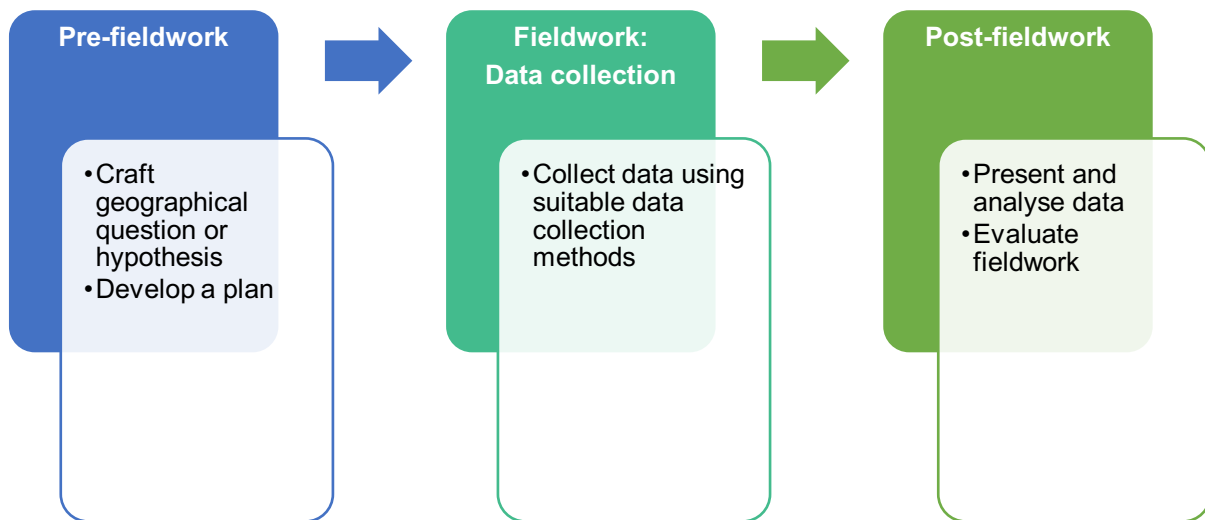 Pre-fieldwork
•Craft
geographical
question or
hypothesis
•Develop a plan
Fieldwork:
Data collection
•Collect data using
suitable data
collection
methods
Post-fieldwork
•Present and
analyse data
•Evaluate
fieldwork